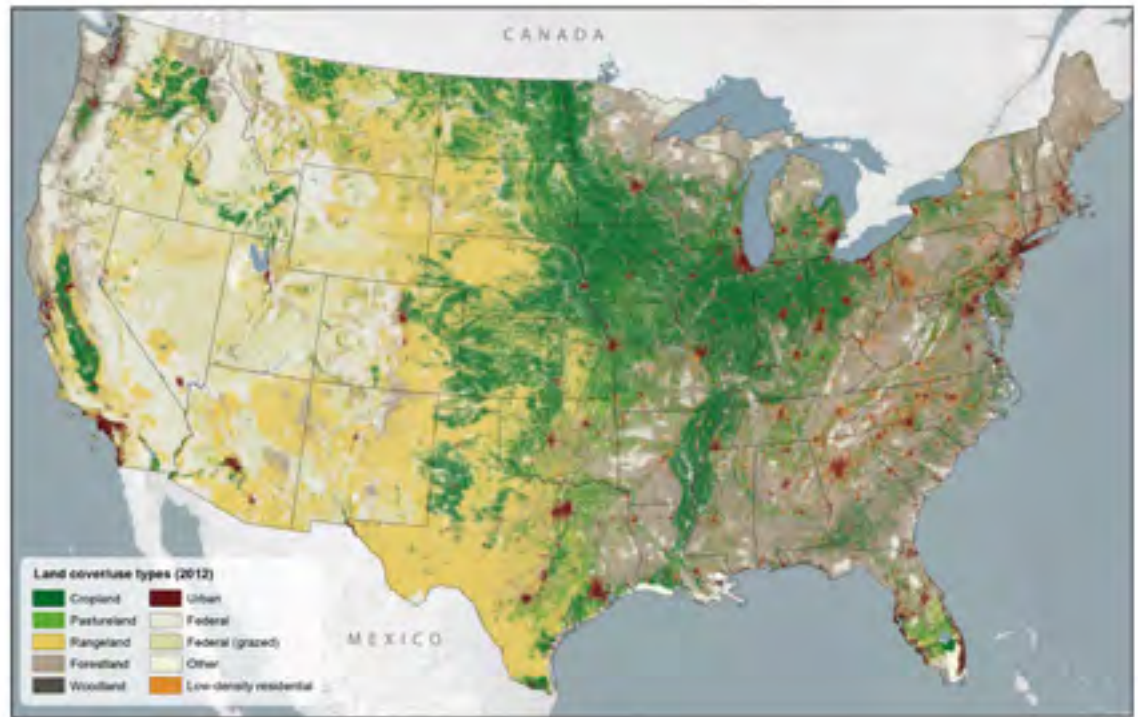 CANADA
MEXICO
Land cover/use types (2012)
Cropland
Pastureland
Rangeland
Forestland
Woodland
Urban
Federal
Federal (grazed)
Other
Low-density residential